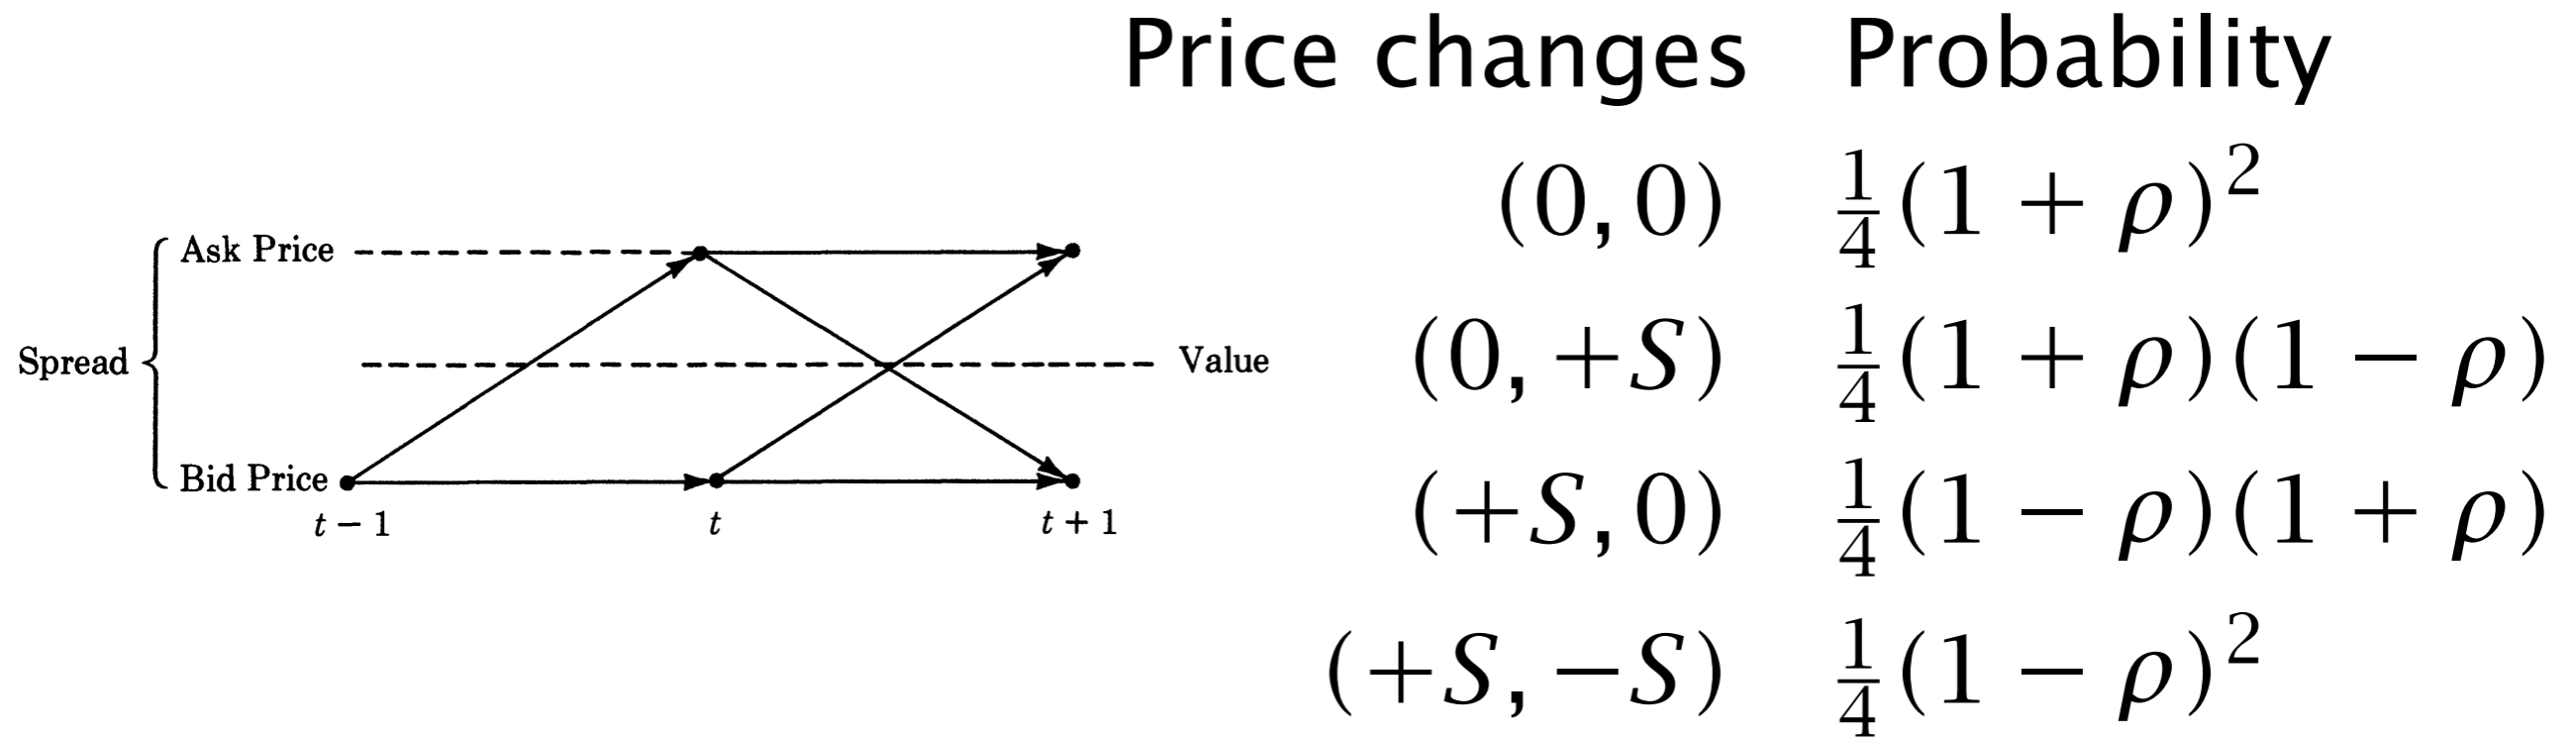 Price changes Probability
(0, 0) 1/4(1 + ρ)²
Ask Price
(0, +S) 1/4(1 + ρ)(1 − ρ)
Spread
Value
(+S, 0) 1/4(1 − ρ)(1 + ρ)
Bid Price
t − 1 t t + 1
(+S, −S) 1/4(1 − ρ)²